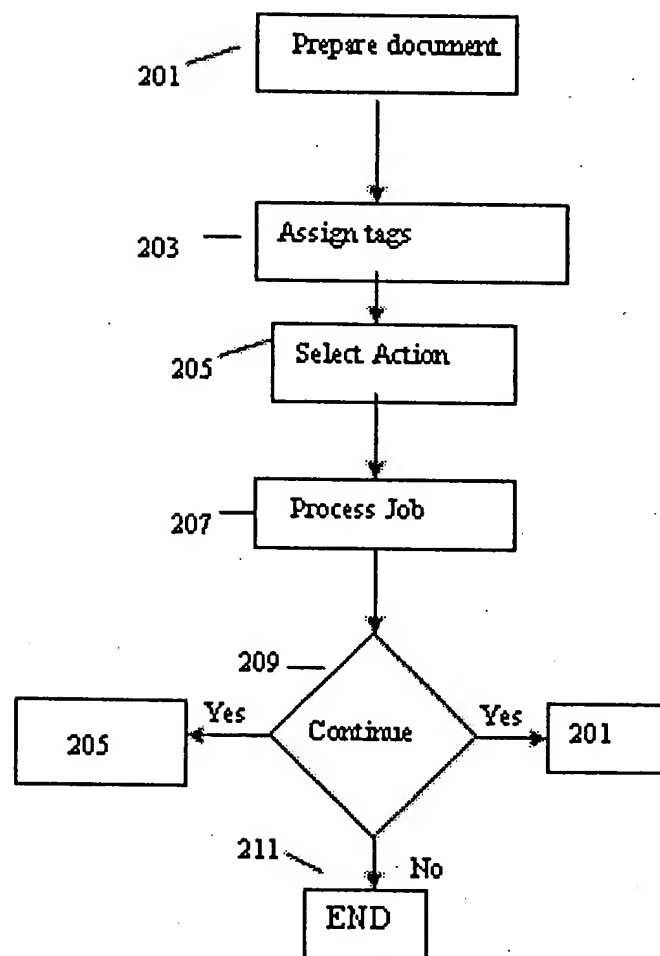 Prepare document
201
Assign tags
203
Select Action
205
Process Job
207
209
Yes
Continue
Yes
205
201
211
No
END